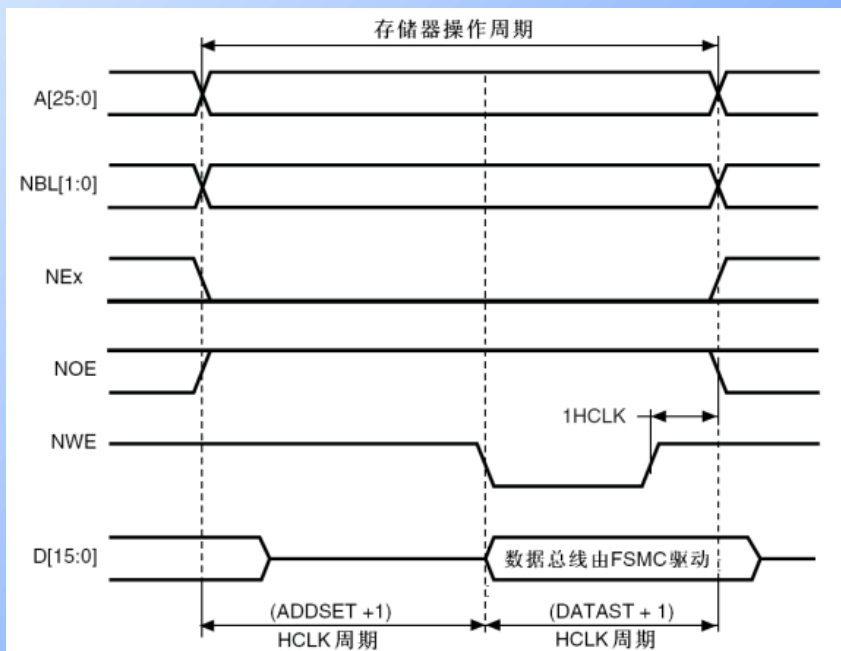 存储器操作周期
A[25:0]
NBL[1:0]
NEx
NOE
1HCLK
NWE
D[15:0]
数据总线由FSMC驱动
(ADDSET +1)
HCLK 周期
(DATAST + 1)
HCLK 周期